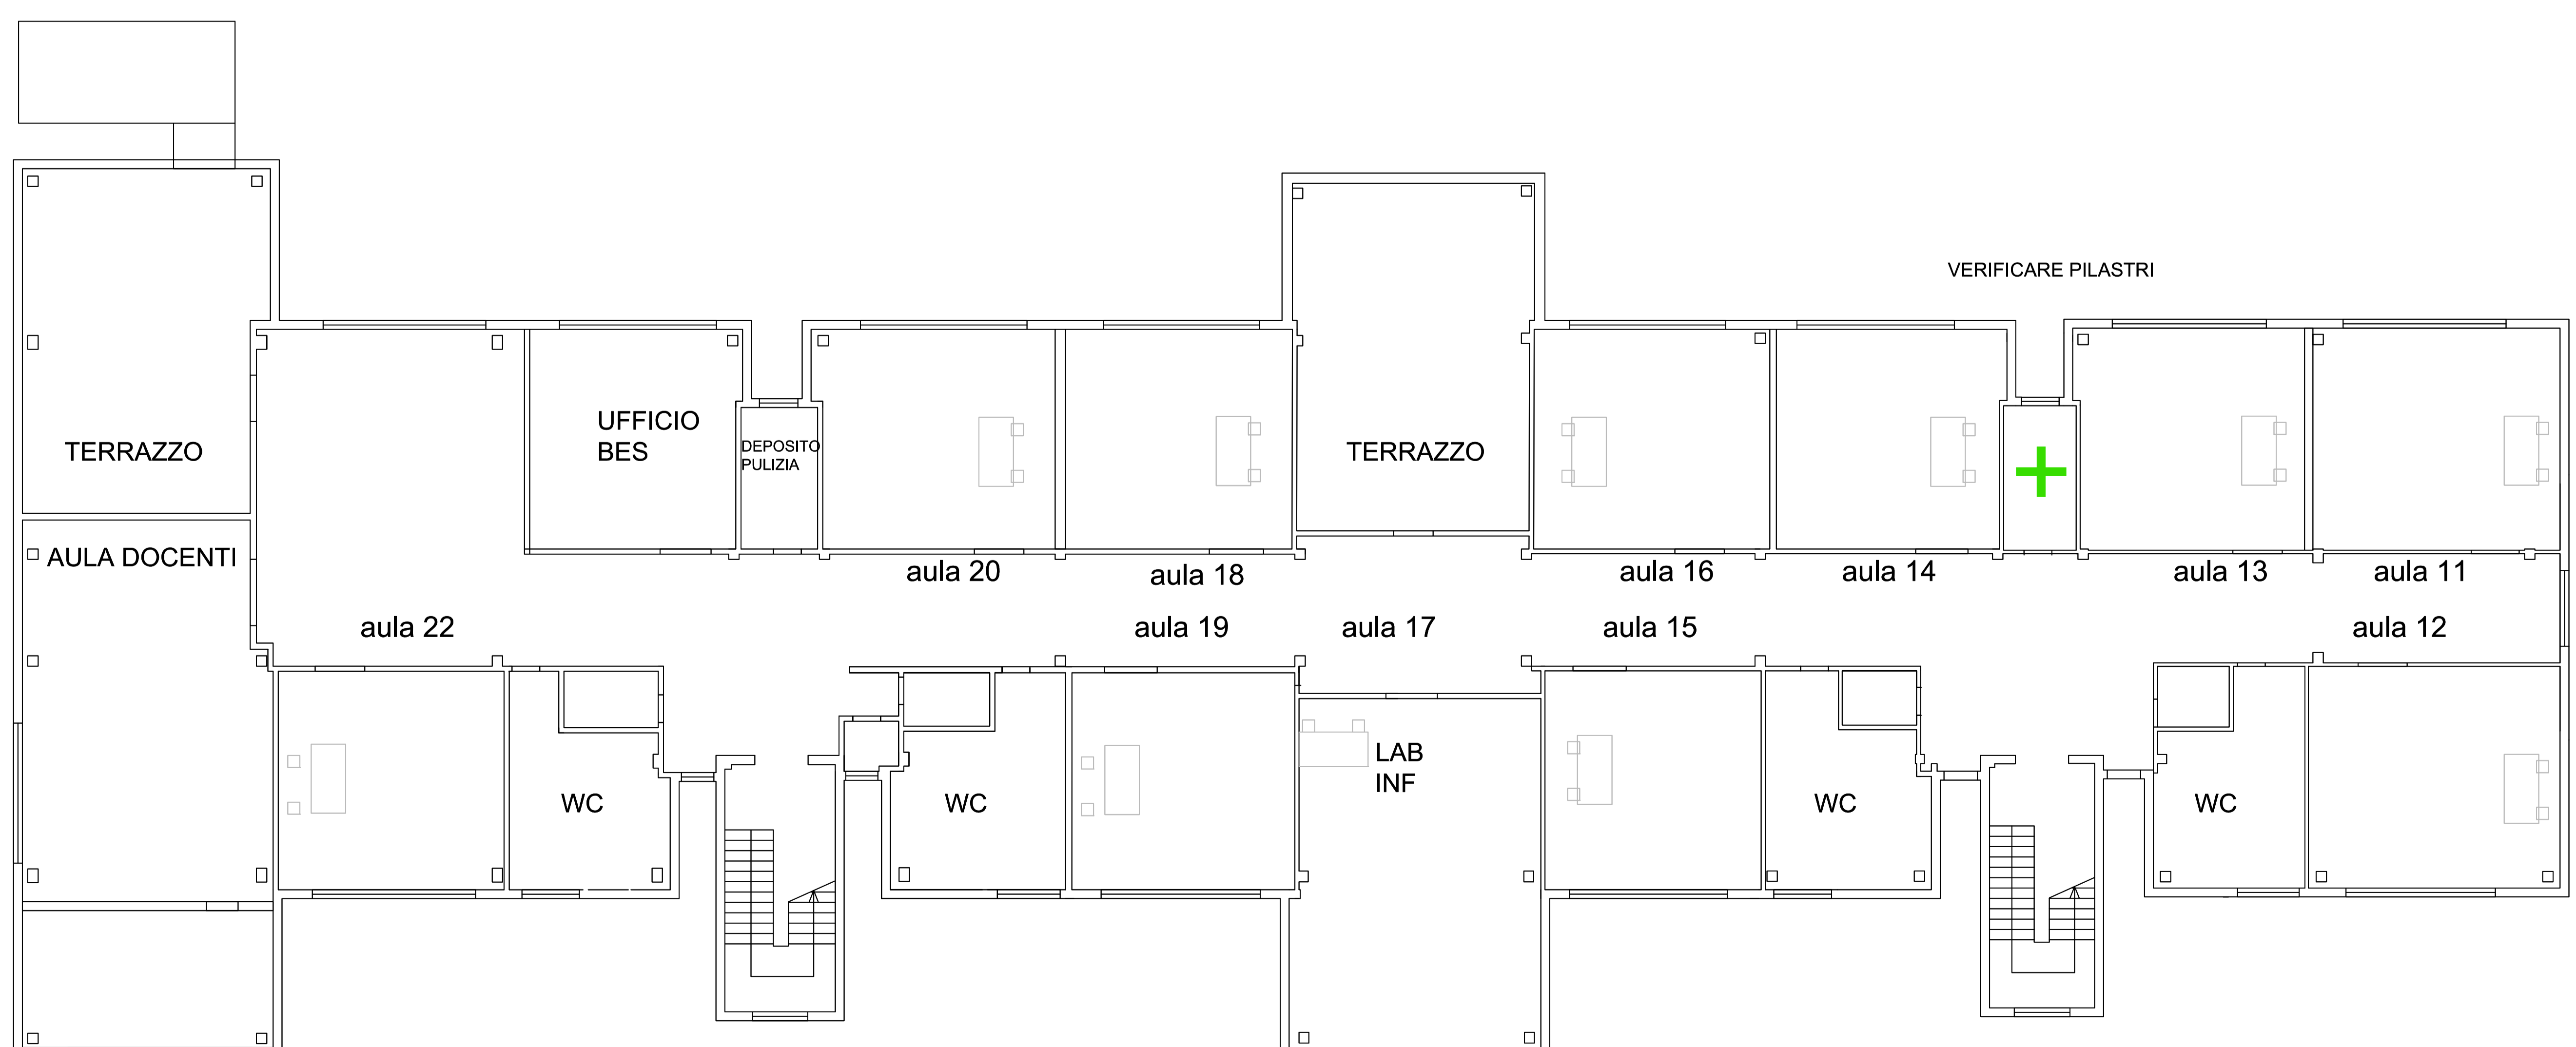 VERIFICARE PILASTRI
UFFICIO
BES
DEPOSITO
PULIZIA
TERRAZZO
TERRAZZO
AULA DOCENTI
aula 20
aula 18
aula 16
aula 14
aula 13
aula 11
aula 22
aula 19
aula 17
aula 15
aula 12
LAB
INF
WC
WC
WC
WC